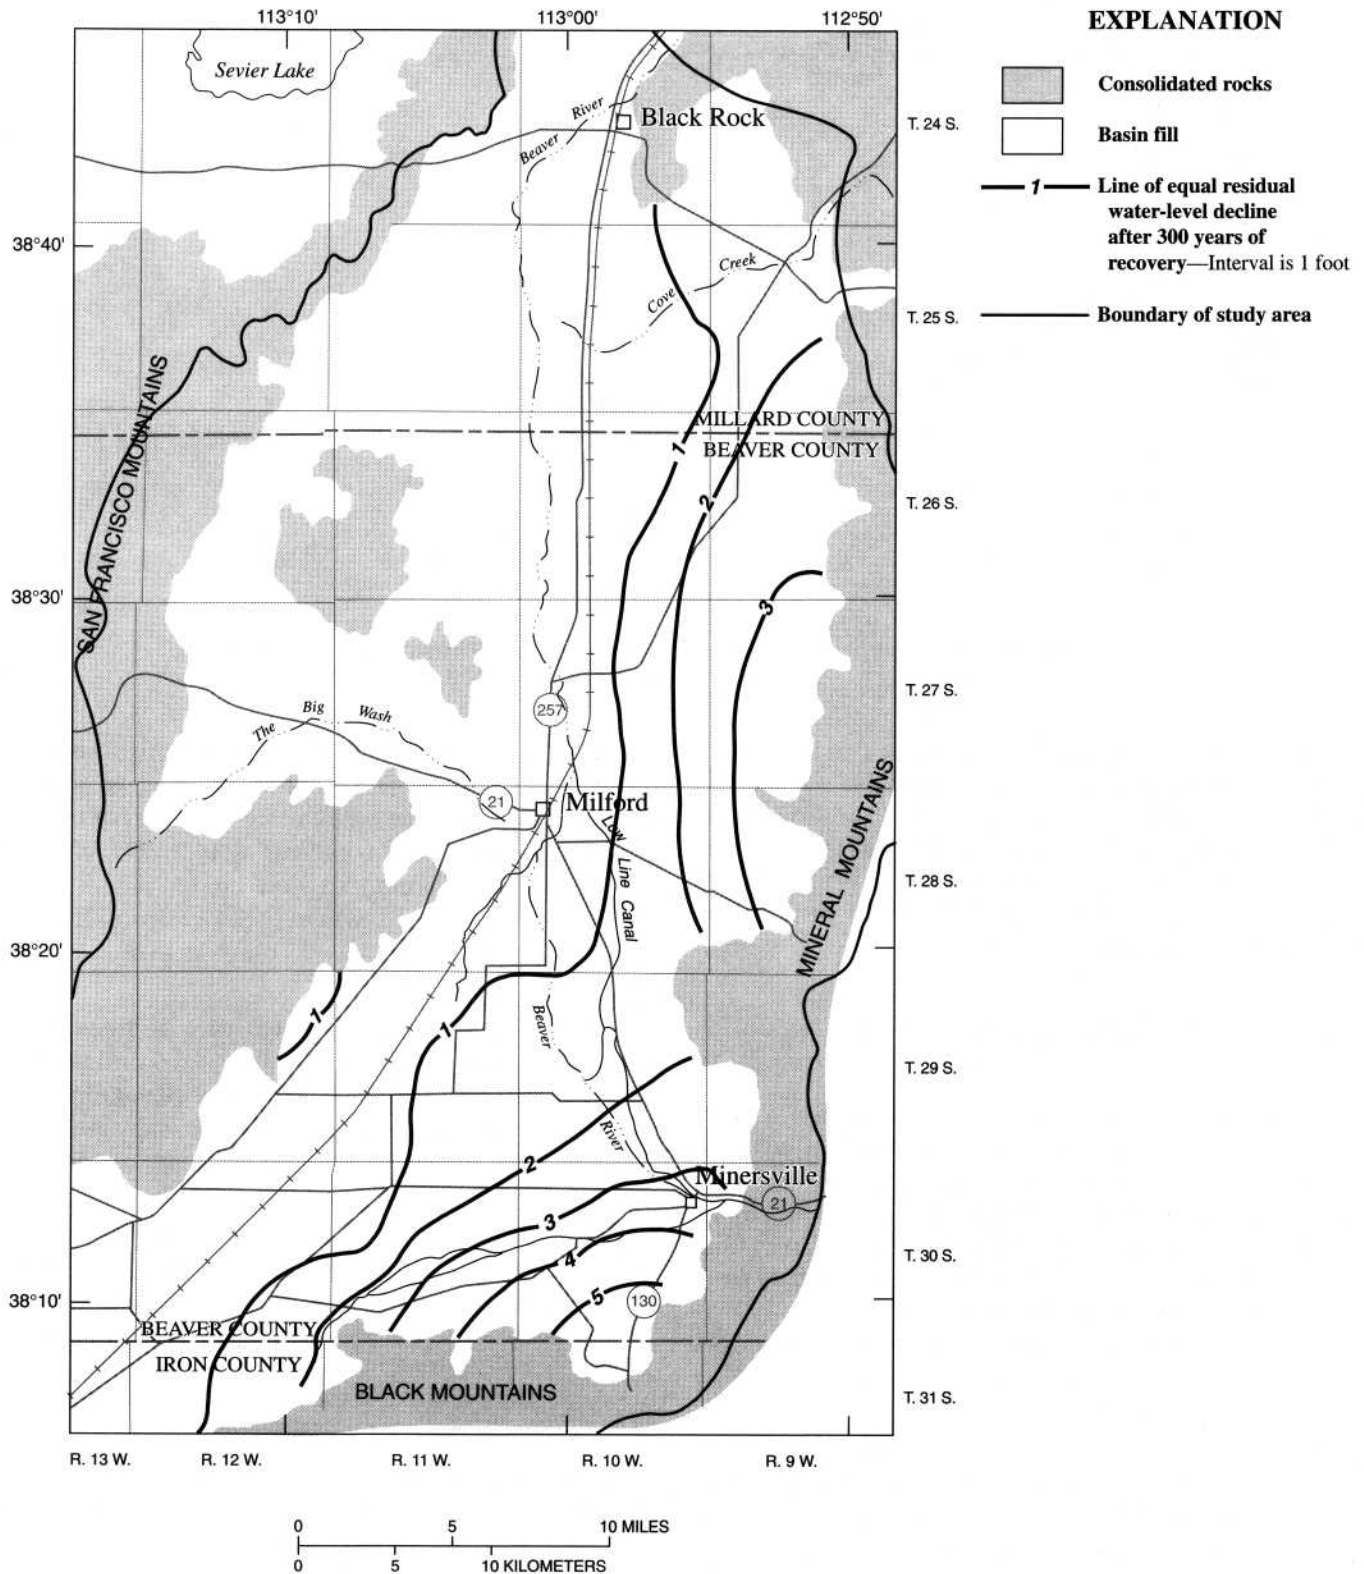 113°10'
113°00'
112°50'
EXPLANATION
Sevier Lake
Consolidated rocks
Beaver River
Black Rock
T. 24 S.
Basin fill
1
Line of equal residual
water-level decline
after 300 years of
recovery—Interval is 1 foot
38°40'
Cove Creek
T. 25 S.
Boundary of study area
SAN FRANCISCO MOUNTAINS
MILLARD COUNTY
BEAVER COUNTY
1
2
T. 26 S.
38°30'
3
T. 27 S.
The Big Wash
257
21
Milford
Low Line Canal
MINERAL MOUNTAINS
T. 28 S.
38°20'
1
1
Beaver River
T. 29 S.
2
Minersville
21
3
4
T. 30 S.
5
130
38°10'
BEAVER COUNTY
IRON COUNTY
BLACK MOUNTAINS
T. 31 S.
R. 13 W.
R. 12 W.
R. 11 W.
R. 10 W.
R. 9 W.
0 5 10 MILES
0 5 10 KILOMETERS